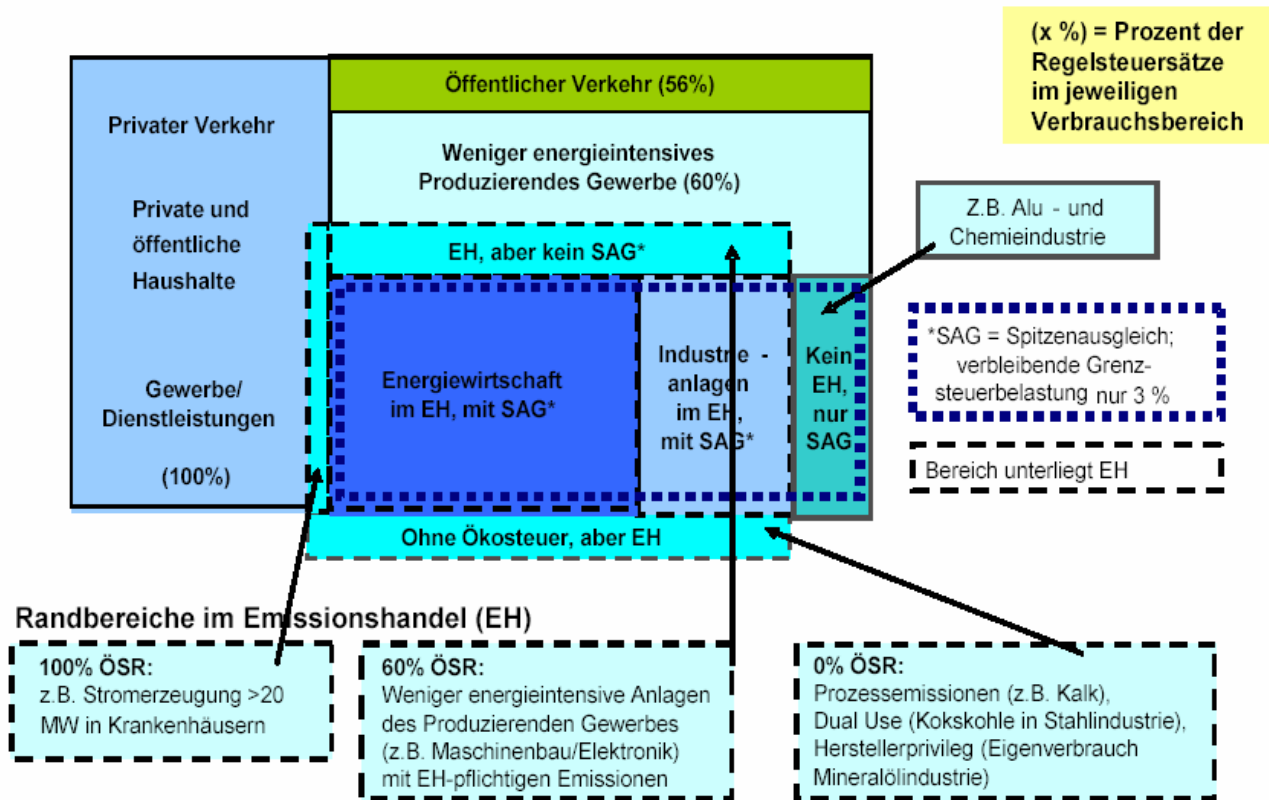 (x %) = Prozent der
Regelsteuersätze
im jeweiligen
Verbrauchsbereich
Öffentlicher Verkehr (56%)
Privater Verkehr
Private und
öffentliche
Haushalte
Gewerbe/
Dienstleistungen
(100%)
Weniger energieintensives
Produzierendes Gewerbe (60%)
Z.B. Alu - und
Chemieindustrie
EH, aber kein SAG*
Energiewirtschaft
im EH, mit SAG*
Industrie -
anlagen
im EH,
mit SAG*
Kein
EH,
nur
SAG
*SAG = Spitzenausgleich;
verbleibende Grenz-
steuerbelastung nur 3 %
Bereich unterliegt EH
Ohne Ökosteuer, aber EH
Randbereiche im Emissionshandel (EH)
100% ÖSR:
z.B. Stromerzeugung >20
MW in Krankenhäusern
60% ÖSR:
Weniger energieintensive Anlagen
des Produzierenden Gewerbes
(z.B. Maschinenbau/Elektronik)
mit EH-pflichtigen Emissionen
0% ÖSR:
Prozessemissionen (z.B. Kalk),
Dual Use (Kokskohle in Stahlindustrie),
Herstellerprivileg (Eigenverbrauch
Mineralölindustrie)